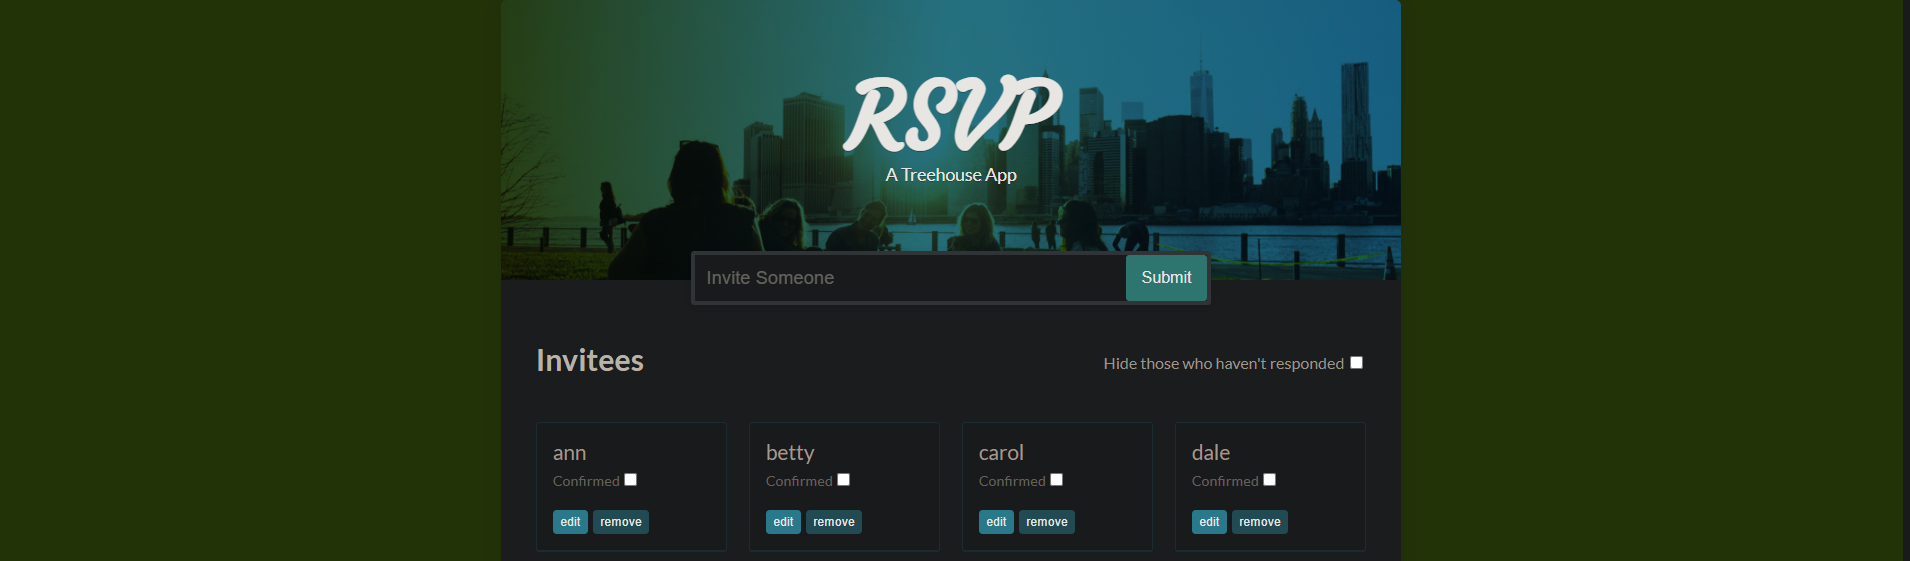 RSVP
A Treehouse App
Invite Someone Submit
Invitees Hide those who haven't responded
ann betty carol dale
Confirmed Confirmed Confirmed Confirmed
edit remove edit remove edit remove edit remove